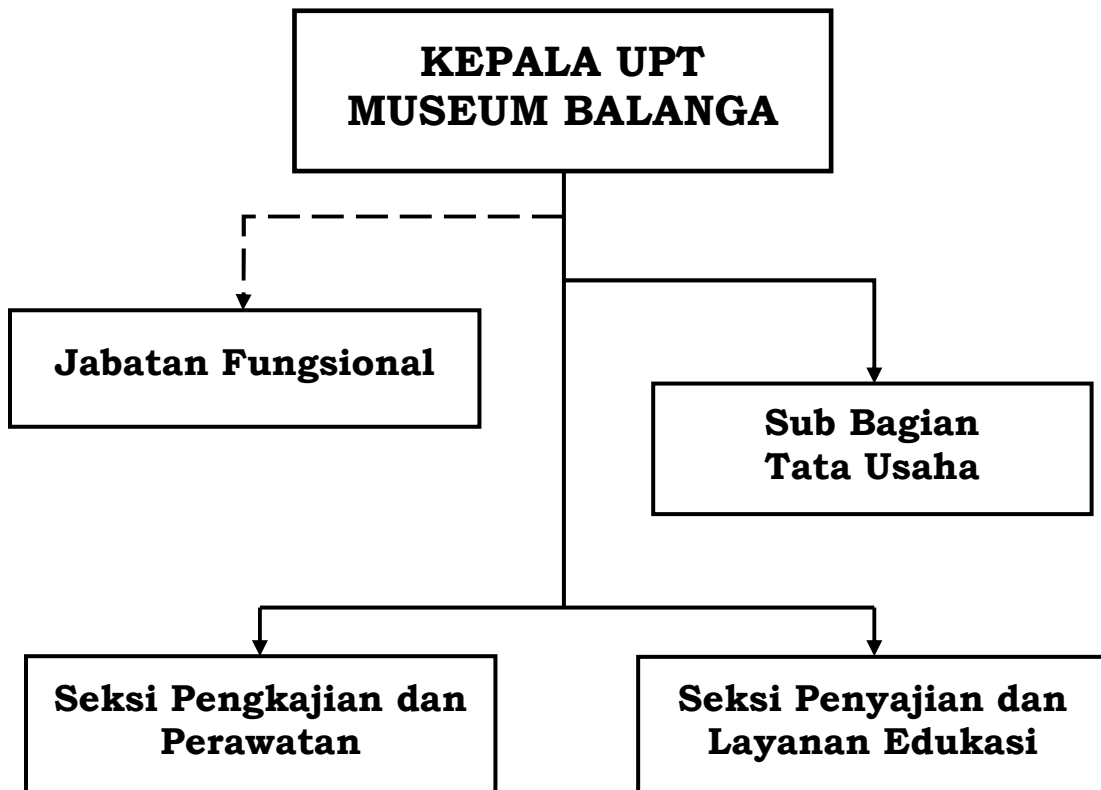 KEPALA UPT
MUSEUM BALANGA
Jabatan Fungsional
Sub Bagian
Tata Usaha
Seksi Pengkajian dan
Perawatan
Seksi Penyajian dan
Layanan Edukasi